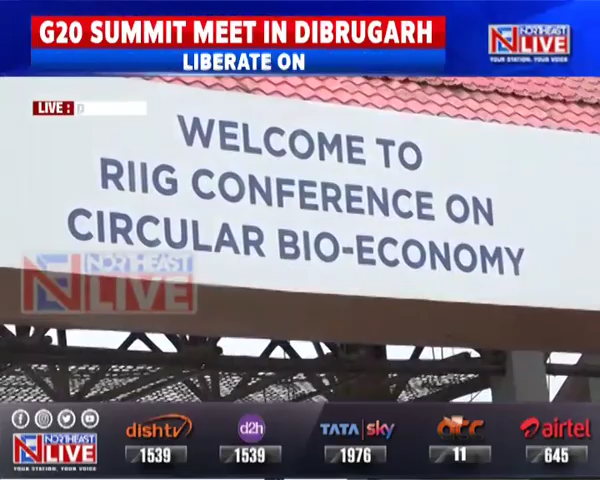 G20 SUMMIT MEET IN DIBRUGARH
LIBERATE ON
NORTHEAST
LIVE
YOUR STATION, YOUR VOICE
LIVE : D
WELCOME TO
RIIG CONFERENCE ON
CIRCULAR BIO-ECONOMY
NORTHEAST
LIVE
NORTHEAST
LIVE
YOUR STATION, YOUR VOICE
dishtv
1539
d2h
1539
TATA sky
1976
gtc
11
airtel
645